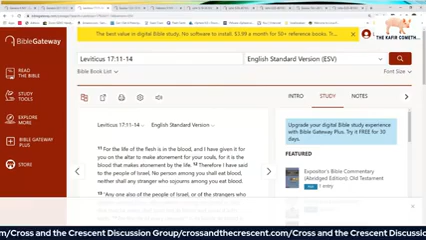 The best value in digital Bible study. No software to install. $3.99 a month for 50+ reference books.
THE KAFIR COMETH...
BibleGateway
Leviticus 17:11-14
English Standard Version (ESV)
Bible Book List
Font Size
READ THE BIBLE
STUDY TOOLS
EXPLORE MORE
BIBLE GATEWAY PLUS
STORE
INTRO STUDY NOTES
Leviticus 17:11-14
English Standard Version
11 For the life of the flesh is in the blood, and I have given it for
you on the altar to make atonement for your souls, for it is the
blood that makes atonement by the life. 12 Therefore I have said
to the people of Israel, No person among you shall eat blood,
neither shall any stranger who sojourns among you eat blood.
13 Any one also of the people of Israel, or of the strangers who
Upgrade your digital Bible study experience
with Bible Gateway Plus. Try it FREE for
30 days.
FEATURED
Expositor's Bible Commentary
(Abridged Edition): Old Testament
1 entry
m/Cross and the Crescent Discussion Group/crossandthecrescent.com/Cross and the Crescent Dis